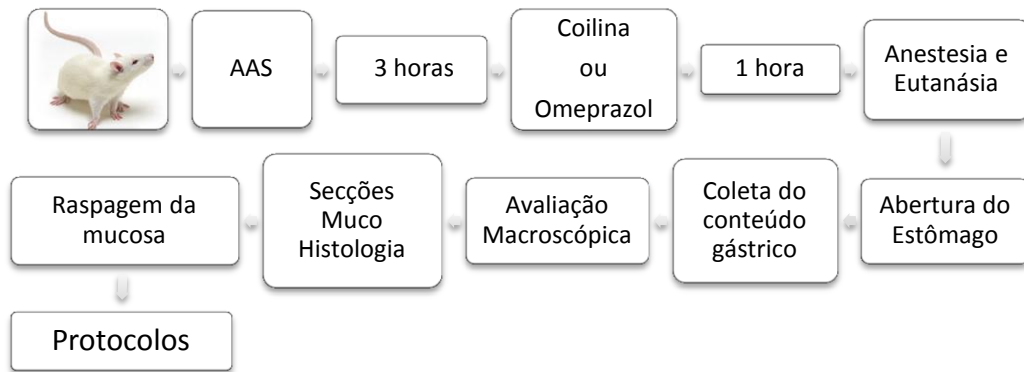 AAS
3 horas
Coilina
ou
Omeprazol
1 hora
Anestesia e
Eutanásia
Abertura do
Estômago
Coleta do
conteúdo
gástrico
Avaliação
Macroscópica
Secções
Muco
Histologia
Raspagem da
mucosa
Protocolos